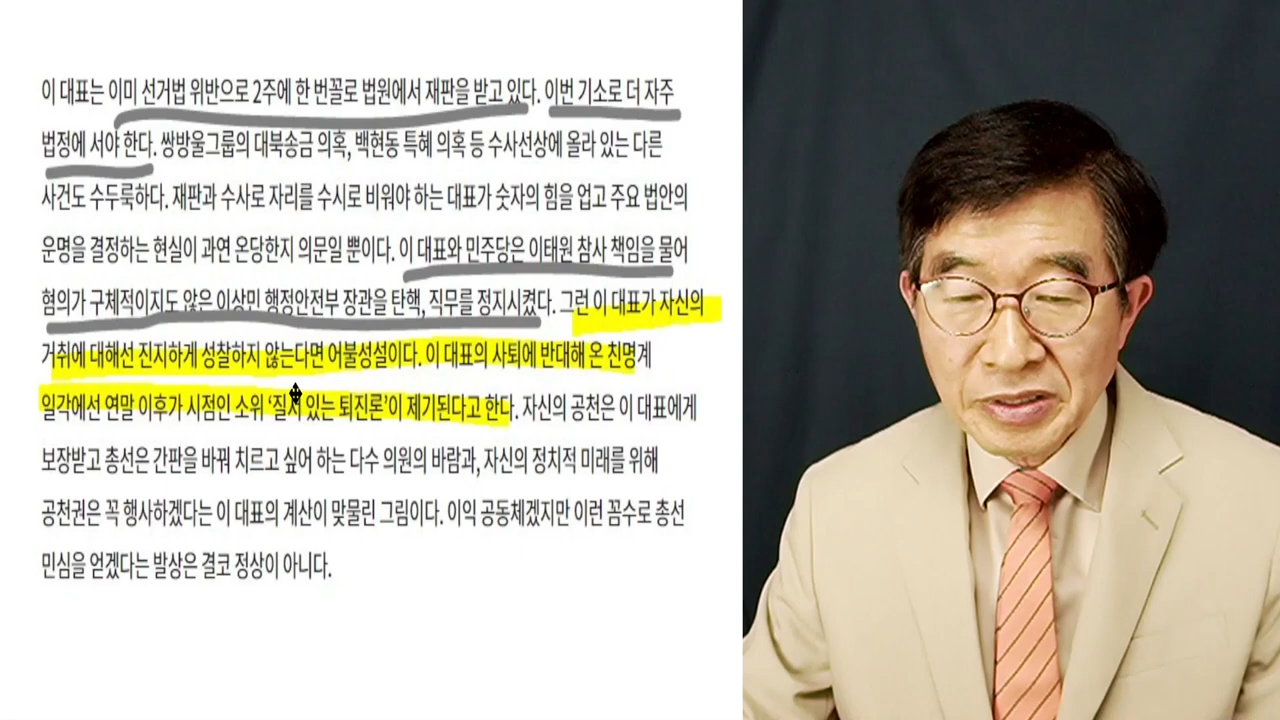 이 대표는 이미 선거법 위반으로 2주에 한 번꼴로 법원에서 재판을 받고 있다. 이번 기소로 더 자주
법정에 서야 한다. 쌍방울그룹의 대북송금 의혹, 백현동 특혜 의혹 등 수사선상에 올라 있는 다른
사건도 수두룩하다. 재판과 수사로 자리를 수시로 비워야 하는 대표가 숫자의 힘을 업고 주요 법안의
운명을 결정하는 현실이 과연 온당한지 의문일 뿐이다. 이 대표와 민주당은 이태원 참사 책임을 물어
혐의가 구체적이지도 않은 이상민 행정안전부 장관을 탄핵, 직무를 정지시켰다. 그런 이 대표가 자신의
거취에 대해선 진지하게 성찰하지 않는다면 어불성설이다. 이 대표의 사퇴에 반대해 온 친명계
일각에선 연말 이후가 시점인 소위 ‘질서 있는 퇴진론’이 제기된다고 한다. 자신의 공천은 이 대표에게
보장받고 총선은 간판을 바꿔 치르고 싶어 하는 다수 의원의 바람과, 자신의 정치적 미래를 위해
공천권은 꼭 행사하겠다는 이 대표의 계산이 맞물린 그림이다. 이익 공동체겠지만 이런 꼼수로 총선
민심을 얻겠다는 발상은 결코 정상이 아니다.